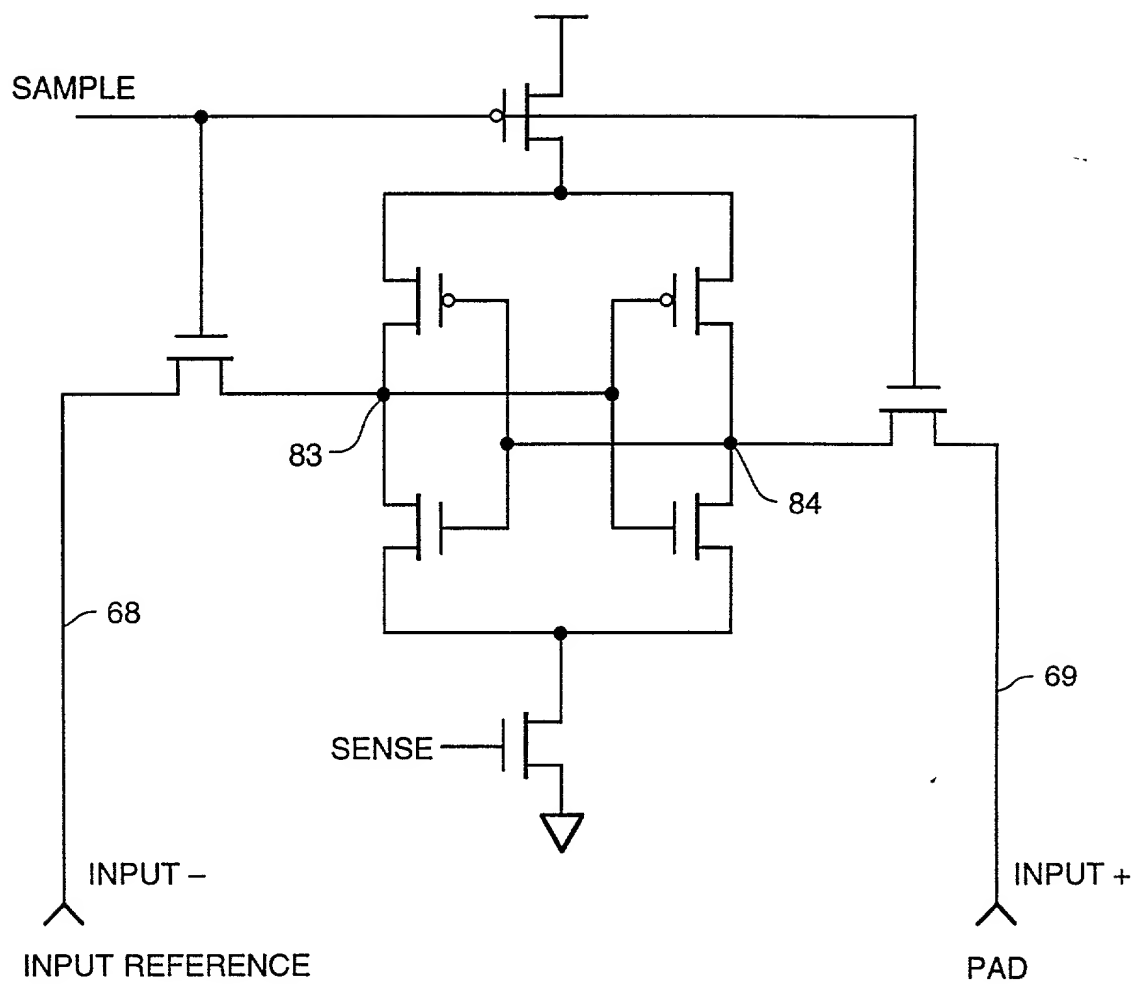 SAMPLE
83
84
68
69
SENSE
INPUT –
INPUT +
INPUT REFERENCE
PAD